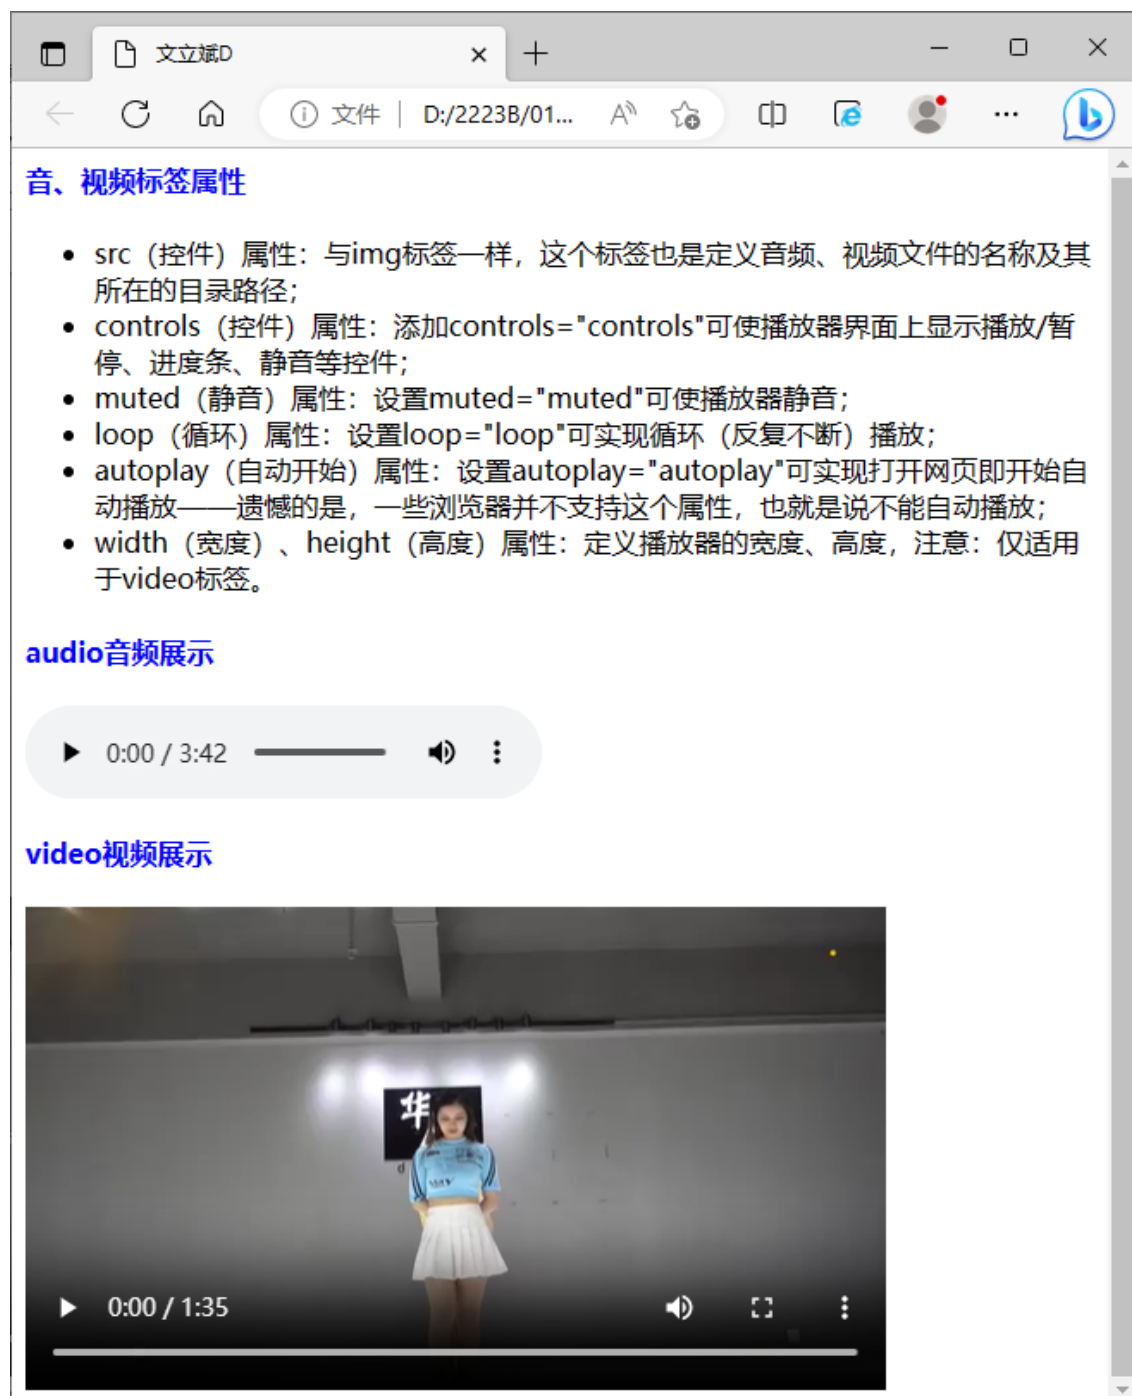 文立斌D
文件
D:/2223B/01...
音、视频标签属性
src（控件）属性：与img标签一样，这个标签也是定义音频、视频文件的名称及其
所在的目录路径；
controls（控件）属性：添加controls="controls"可使播放器界面上显示播放/暂
停、进度条、静音等控件；
muted（静音）属性：设置muted="muted"可使播放器静音；
loop（循环）属性：设置loop="loop"可实现循环（反复不断）播放；
autoplay（自动开始）属性：设置autoplay="autoplay"可实现打开网页即开始自
动播放——遗憾的是，一些浏览器并不支持这个属性，也就是说不能自动播放；
width（宽度）、height（高度）属性：定义播放器的宽度、高度，注意：仅适用
于video标签。
audio音频展示
0:00 / 3:42
video视频展示
华
d
0:00 / 1:35